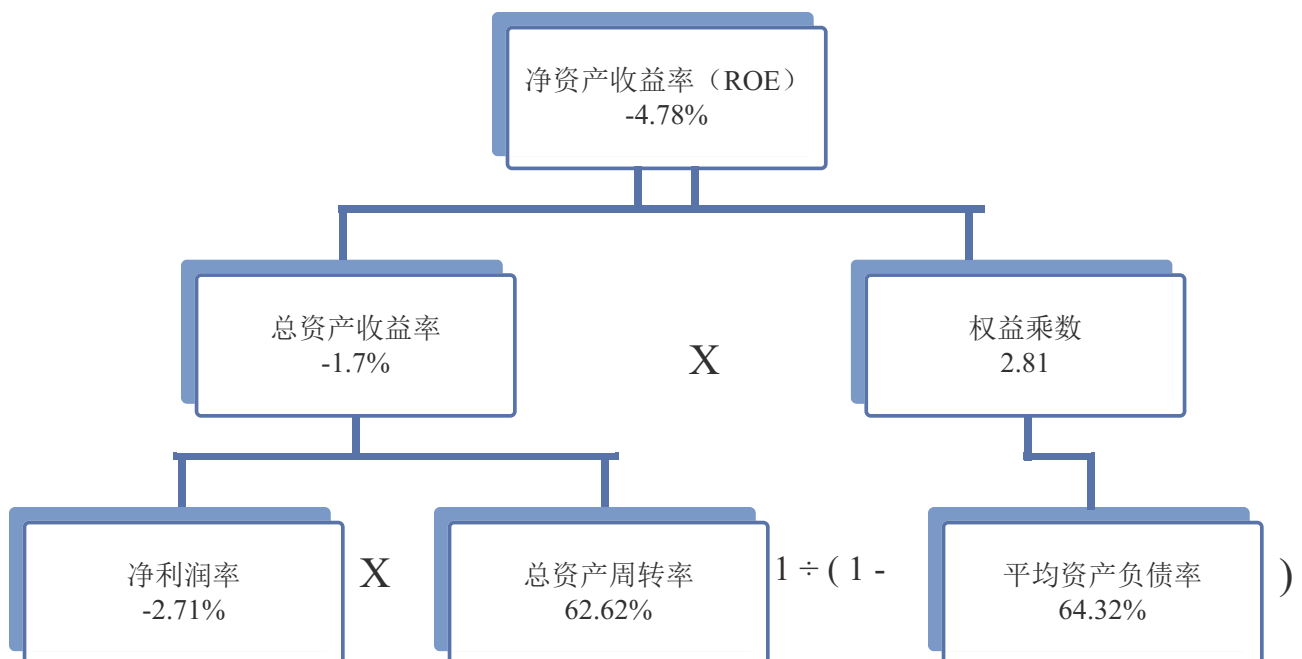 净资产收益率（ROE）
-4.78%
总资产收益率
-1.7%
X
权益乘数
2.81
净利润率
-2.71%
X
总资产周转率
62.62%
1 ÷ ( 1 -
平均资产负债率
64.32%
)